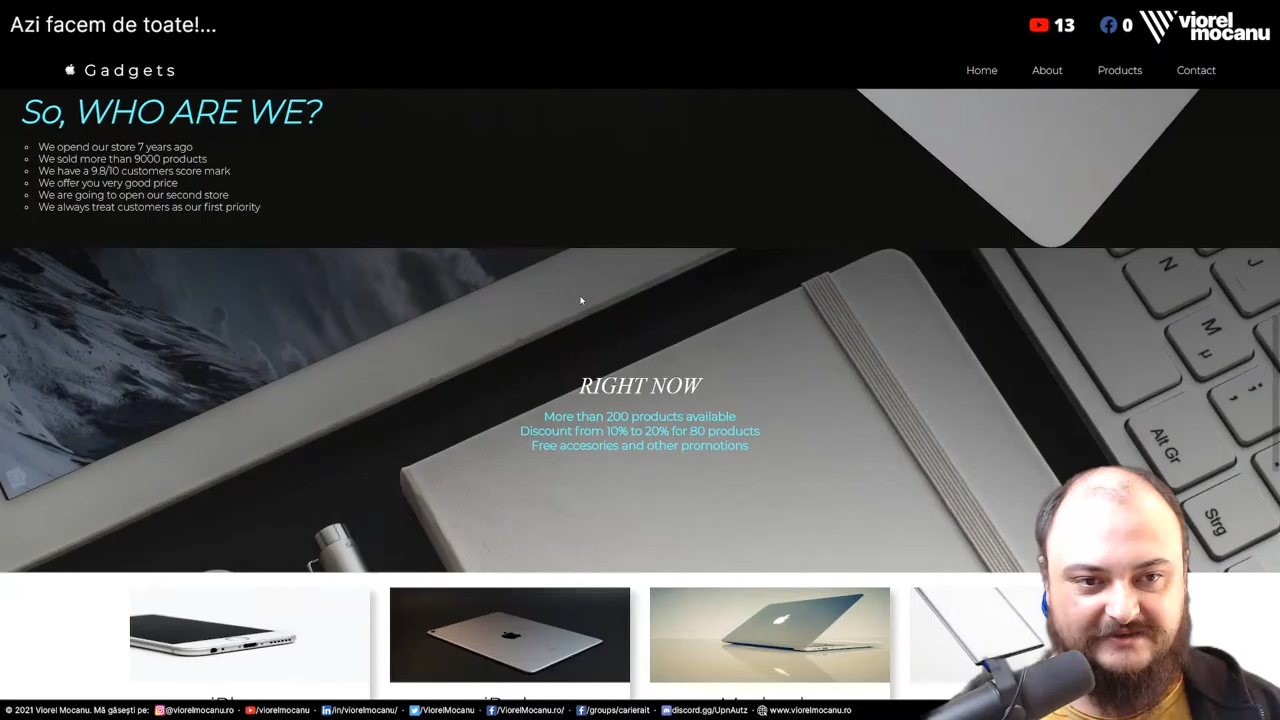 Azi facem de toate!...
13
0
viorel
mocanu
Gadgets
Home
About
Products
Contact
So, WHO ARE WE?
We opend our store 7 years ago
We sold more than 9000 products
We have a 9.8/10 customers score mark
We offer you very good price
We are going to open our second store
We always treat customers as our first priority
RIGHT NOW
More than 200 products available
Discount from 10% to 20% for 80 products
Free accesories and other promotions
N
J
M
µ
;
,
Alt Gr
Strg
© 2021 Viorel Mocanu. Mă găsești pe:
@viorelmocanu.ro
·
/viorelmocanu
·
/in/viorelmocanu/
·
/ViorelMocanu
·
/ViorelMocanu.ro/
·
/groups/carierait
·
discord.gg/UpnAutz
·
www.viorelmocanu.ro